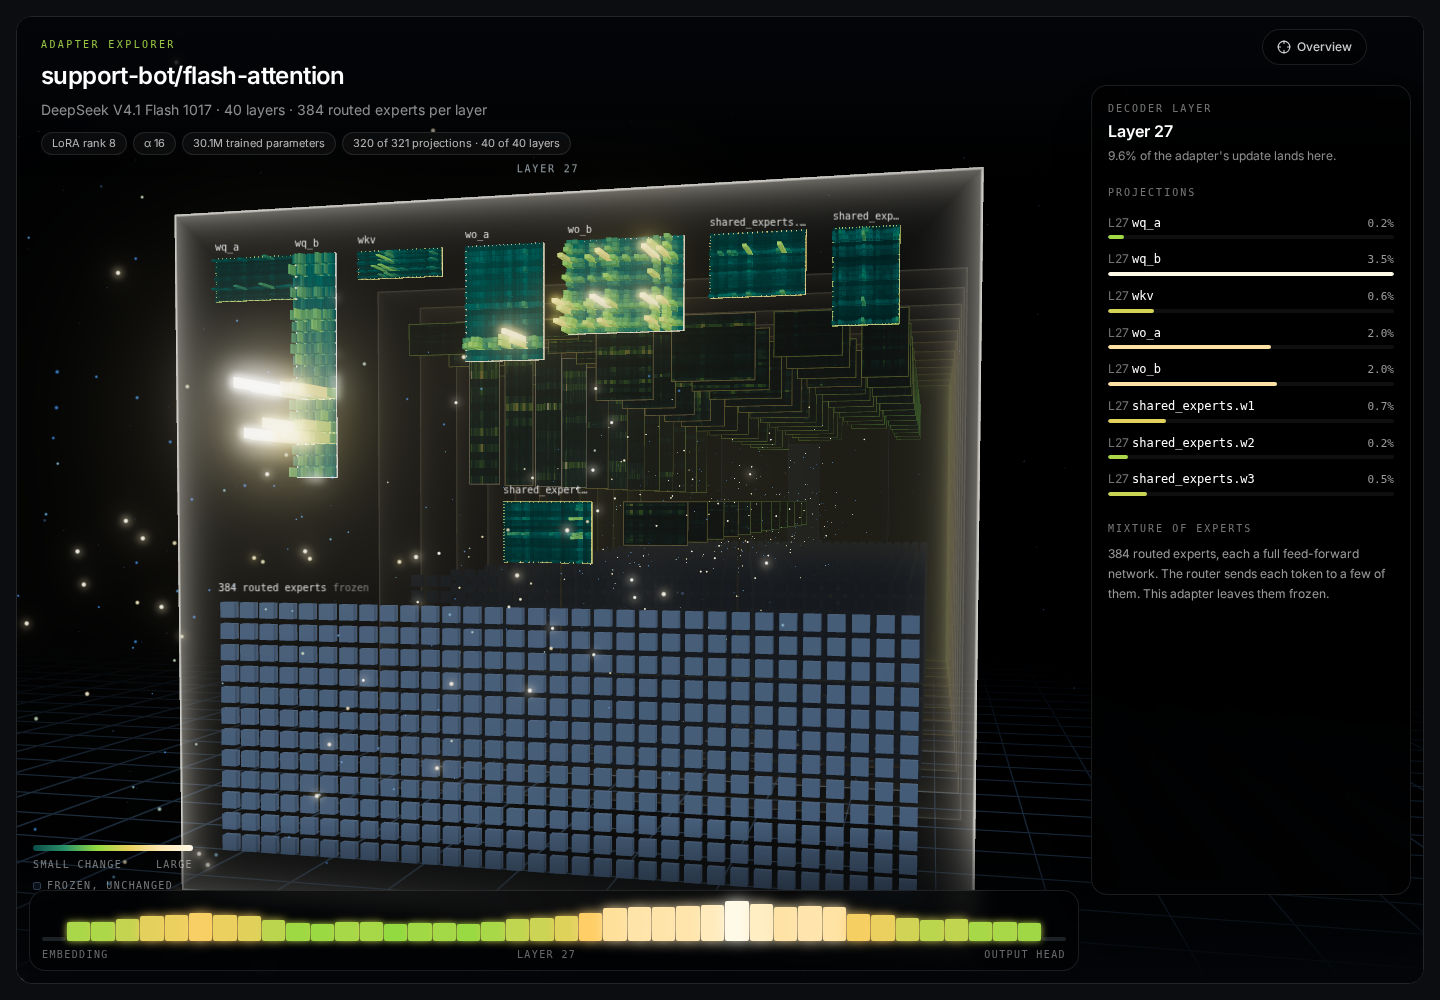 ADAPTER EXPLORER
support-bot/flash-attention
DeepSeek V4.1 Flash 1017 · 40 layers · 384 routed experts per layer
LoRA rank 8
α 16
30.1M trained parameters
320 of 321 projections · 40 of 40 layers
Overview
LAYER 27
wq_a
wq_b
wkv
wo_a
wo_b
shared_experts.…
shared_exp…
shared_expert…
384 routed experts frozen
SMALL CHANGE
LARGE
FROZEN, UNCHANGED
EMBEDDING
LAYER 27
OUTPUT HEAD
DECODER LAYER
Layer 27
9.6% of the adapter's update lands here.
PROJECTIONS
L27 wq_a 0.2%
L27 wq_b 3.5%
L27 wkv 0.6%
L27 wo_a 2.0%
L27 wo_b 2.0%
L27 shared_experts.w1 0.7%
L27 shared_experts.w2 0.2%
L27 shared_experts.w3 0.5%
MIXTURE OF EXPERTS
384 routed experts, each a full feed-forward
network. The router sends each token to a few of
them. This adapter leaves them frozen.